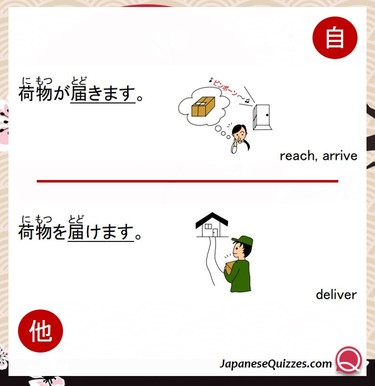 自
荷物が届きます。
にもつ とど
♪ピンポーン〜♪
reach, arrive
荷物を届けます。
にもつ とど
deliver
他
JapaneseQuizzes.com